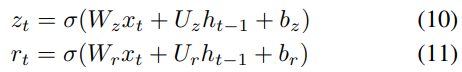 z_t = σ(W_z x_t + U_z h_{t−1} + b_z) (10)
r_t = σ(W_r x_t + U_r h_{t−1} + b_r) (11)